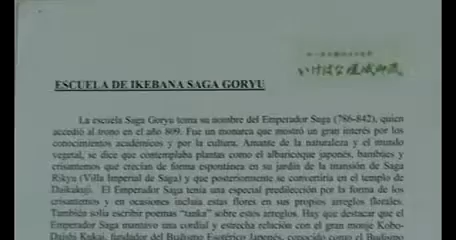 いけばな嵯峨御流
ESCUELA DE IKEBANA SAGA GORYU
La escuela Saga Goryu toma su nombre del Emperador Saga (786-842), quien
accedió al trono en el año 809. Fue un monarca que mostró un gran interés por los
conocimientos académicos y por la cultura. Amante de la naturaleza y el mundo
vegetal, se dice que contemplaba plantas como el albaricoque japonés, bambúes y
crisantemos que crecían de forma espontánea en su jardín de la mansión de Saga
Rikyu (Villa Imperial de Saga) y que posteriormente se convertiría en el templo de
Daikakuji. El Emperador Saga tenía una especial predilección por la forma de los
crisantemos y en ocasiones incluía estas flores en sus propios arreglos florales.
También solía escribir poemas "tanka" sobre estos arreglos. Hay que destacar que el
Emperador Saga mantuvo una cordial y estrecha relación con el gran monje Kobo-
Daishi Kukai, fundador del Budismo Esotérico Japonés, conocido como el Budismo